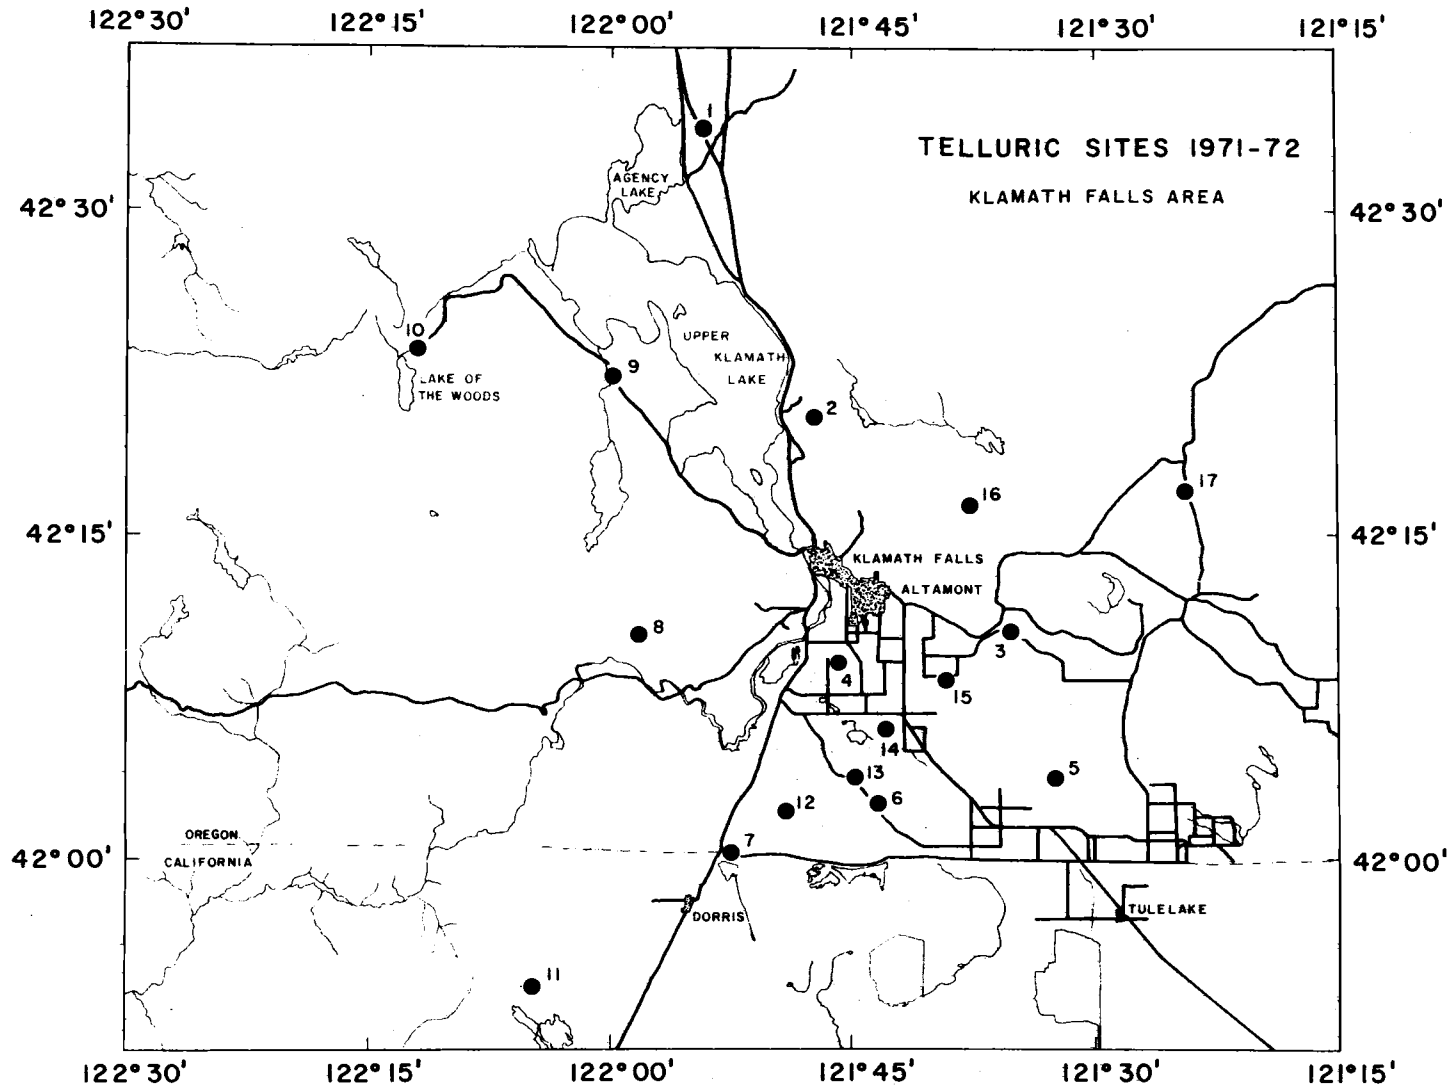 122°30' 122°15' 122°00' 121°45' 121°30' 121°15'
1
TELLURIC SITES 1971-72
KLAMATH FALLS AREA
AGENCY
LAKE
42°30' 42°30'
10
UPPER
KLAMATH
LAKE
9
LAKE OF
THE WOODS
2
16
17
42°15' 42°15'
KLAMATH FALLS
ALTAMONT
8
3
4
15
14
13
5
6
12
OREGON
7
CALIFORNIA
42°00' 42°00'
DORRIS
TULELAKE
11
122°30' 122°15' 122°00' 121°45' 121°30' 121°15'